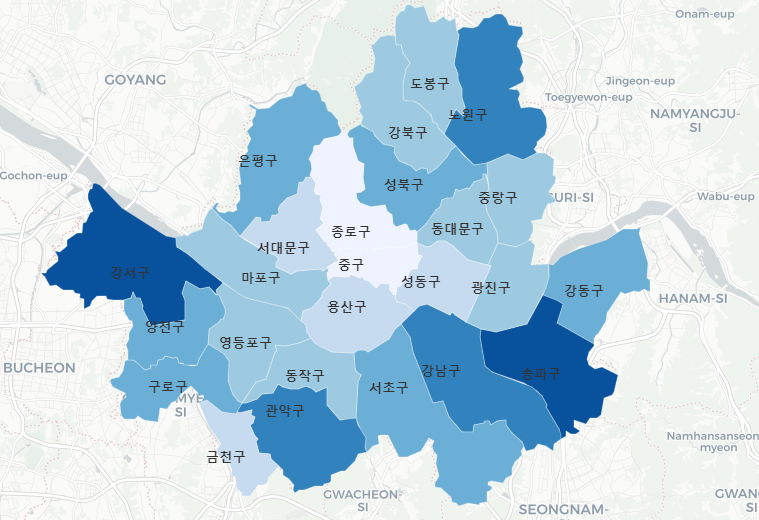 Onam-eup
GOYANG
Jingeon-eup
도봉구
Toegyewon-eup
노원구
NAMYANGJU-
SI
강북구
은평구
Gochon-eup
성북구
중랑구
GURI-SI
Wabu-eup
동대문구
종로구
서대문구
중구
강서구
마포구
성동구
광진구
강동구
HANAM-SI
용산구
양천구
영등포구
BUCHEON
강남구
송파구
동작구
구로구
서초구
MYE
SI
관악구
Namhansanseong-
myeon
금천구
GWACHEON-
SI
GWANG
SI
SEONGNAM-